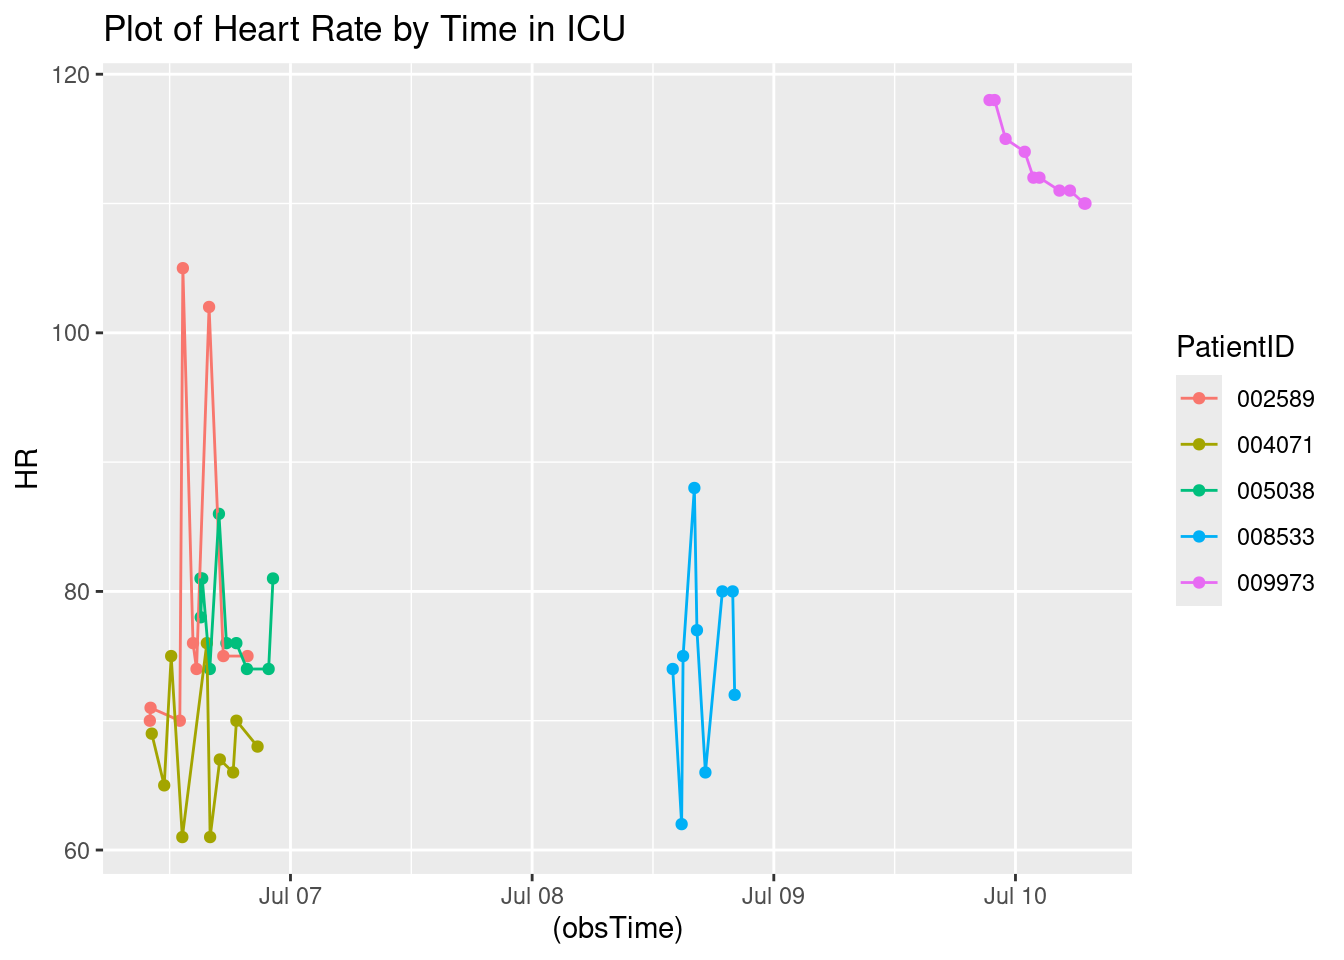 Plot of Heart Rate by Time in ICU
120
100
80
60
HR
Jul 07
Jul 08
Jul 09
Jul 10
(obsTime)
PatientID
002589
004071
005038
008533
009973